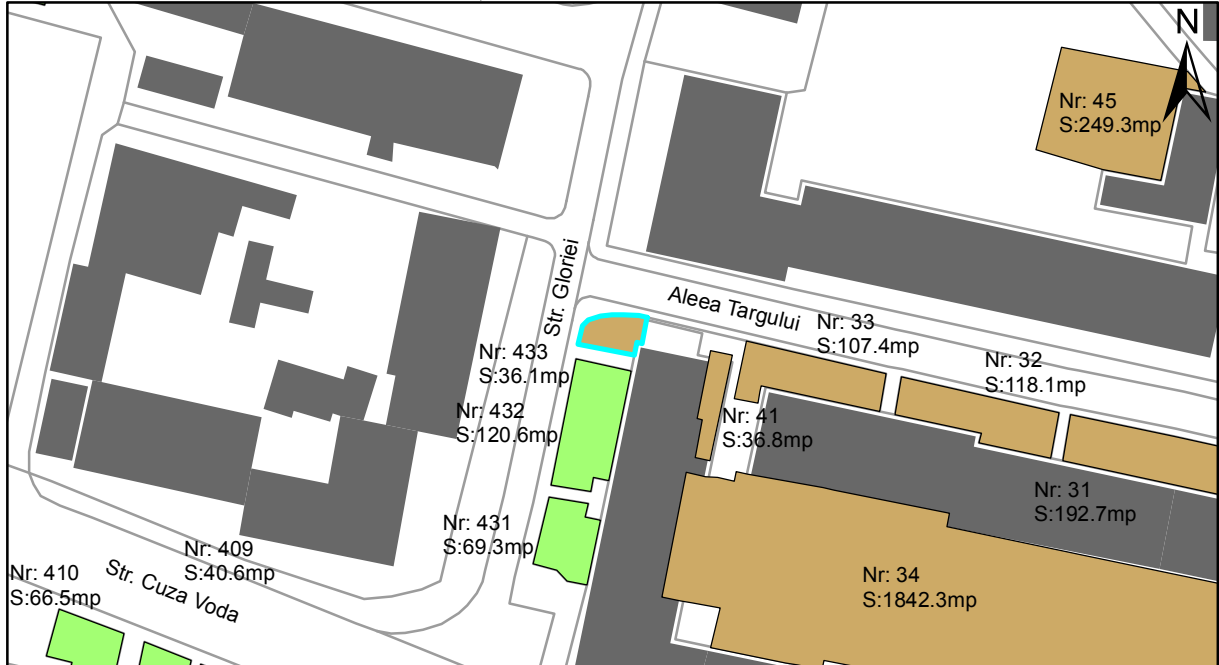 N
Nr: 45
S:249.3mp
Str. Gloriei
Aleea Targului
Nr: 33
S:107.4mp
Nr: 433
S:36.1mp
Nr: 32
S:118.1mp
Nr: 432
S:120.6mp
Nr: 41
S:36.8mp
Nr: 31
S:192.7mp
Nr: 431
S:69.3mp
Nr: 409
S:40.6mp
Nr: 410
S:66.5mp
Str. Cuza Voda
Nr: 34
S:1842.3mp